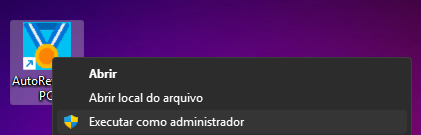 AutoRe
PC
Abrir
Abrir local do arquivo
Executar como administrador